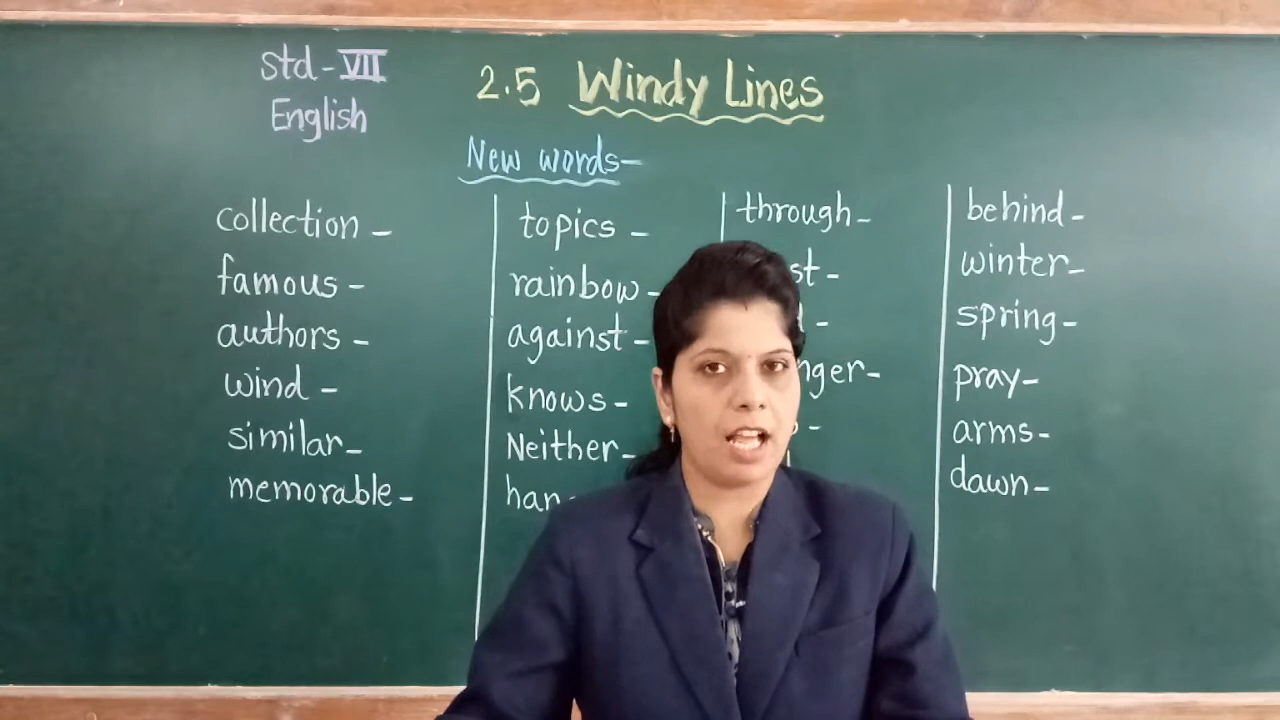 Std-VII
English
2.5 Windy Lines
New words-
collection -
famous -
authors -
wind -
similar -
memorable -
topics -
rainbow -
against -
knows -
Neither -
through -
behind -
winter -
spring -
pray -
arms -
dawn -